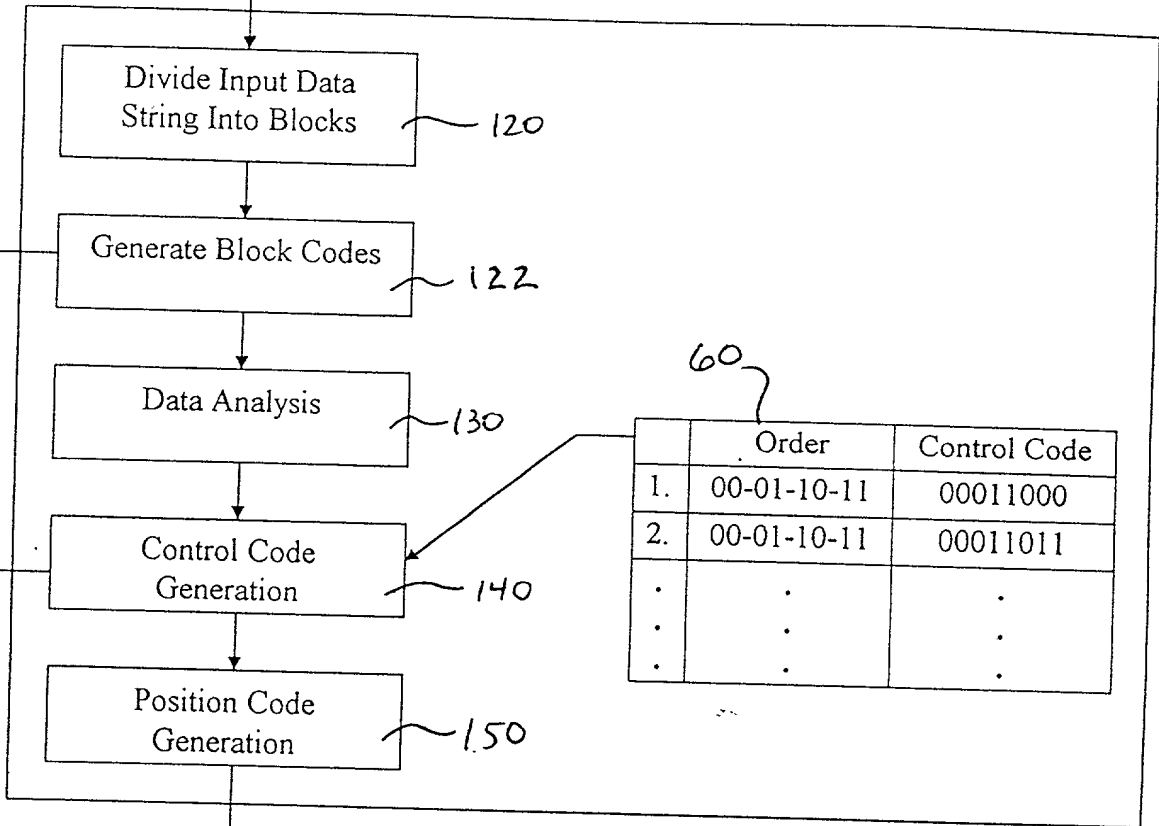 Divide Input Data
String Into Blocks
120
Generate Block Codes
122
Data Analysis
130
Control Code
Generation
140
Position Code
Generation
150
60
Order Control Code
1. 00-01-10-11 00011000
2. 00-01-10-11 00011011